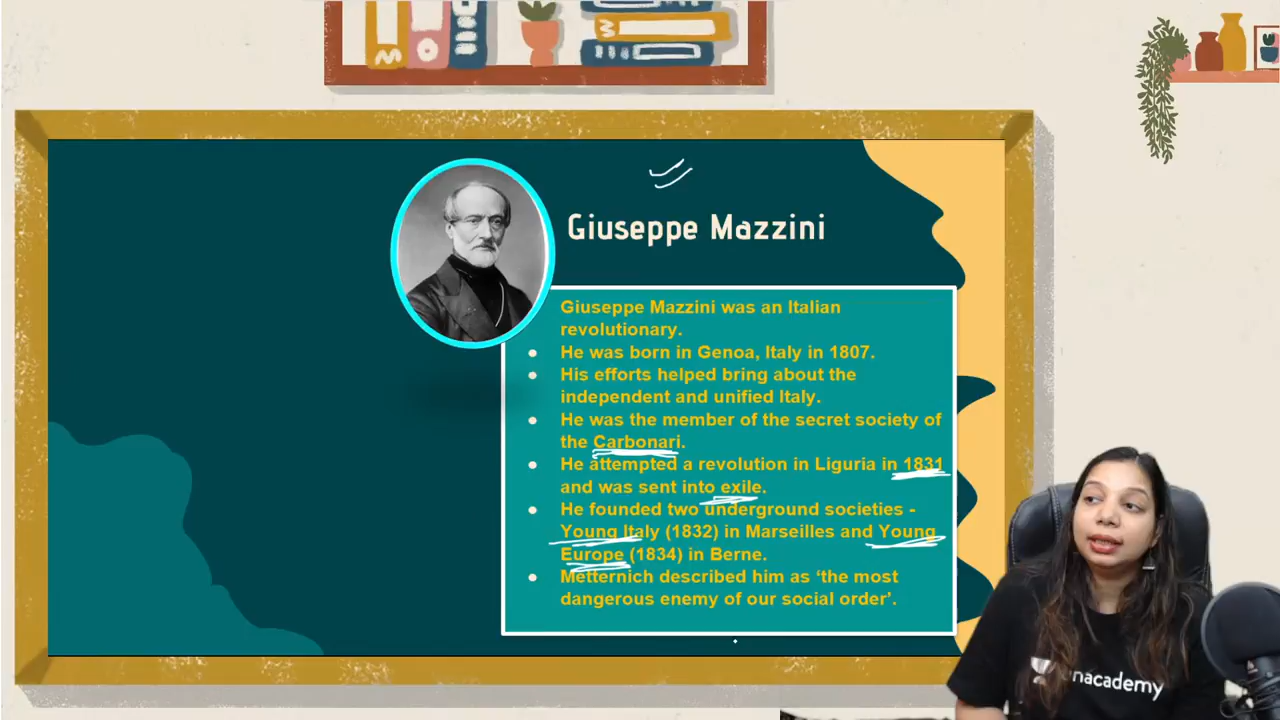 Giuseppe Mazzini
Giuseppe Mazzini was an Italian
revolutionary.
He was born in Genoa, Italy in 1807.
His efforts helped bring about the
independent and unified Italy.
He was the member of the secret society of
the Carbonari.
He attempted a revolution in Liguria in 1831
and was sent into exile.
He founded two underground societies -
Young Italy (1832) in Marseilles and Young
Europe (1834) in Berne.
Metternich described him as ‘the most
dangerous enemy of our social order’.
unacademy